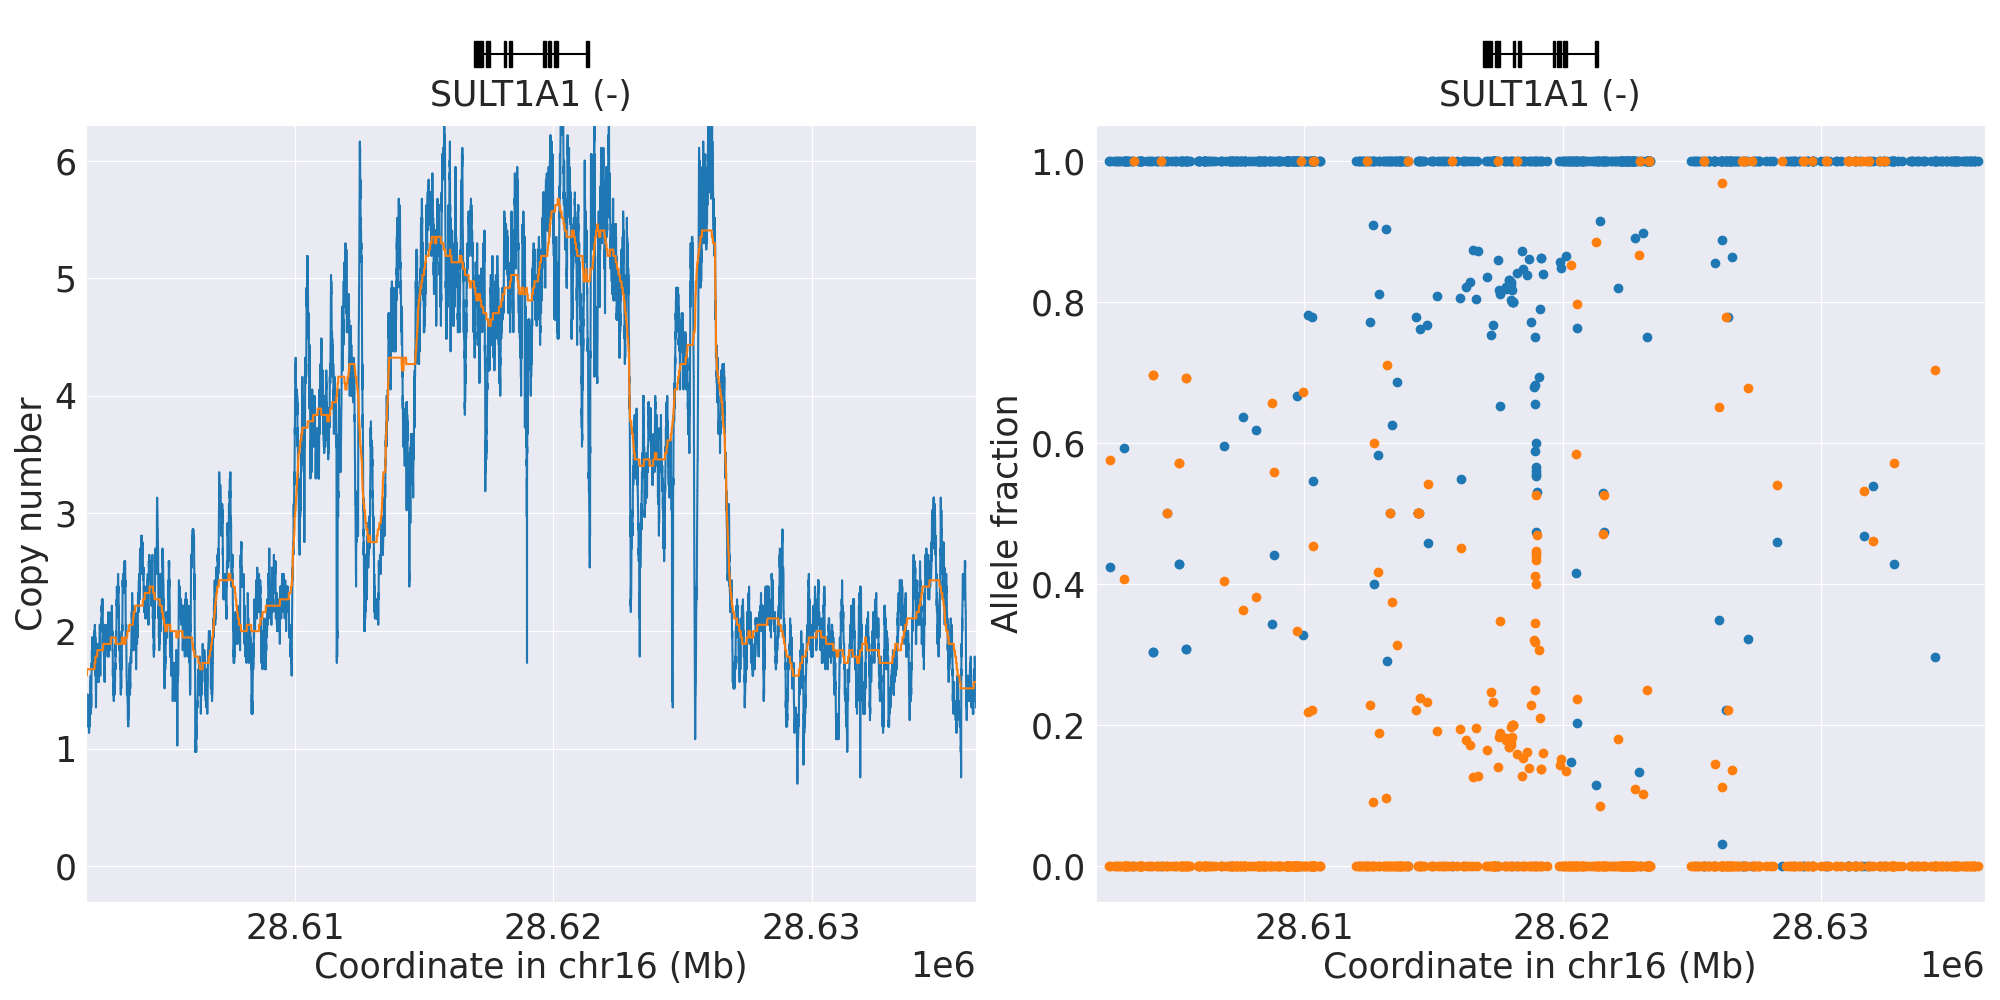 SULT1A1 (-)
Copy number
6
5
4
3
2
1
0
28.61
28.62
28.63
Coordinate in chr16 (Mb)
1e6
SULT1A1 (-)
Allele fraction
1.0
0.8
0.6
0.4
0.2
0.0
28.61
28.62
28.63
Coordinate in chr16 (Mb)
1e6